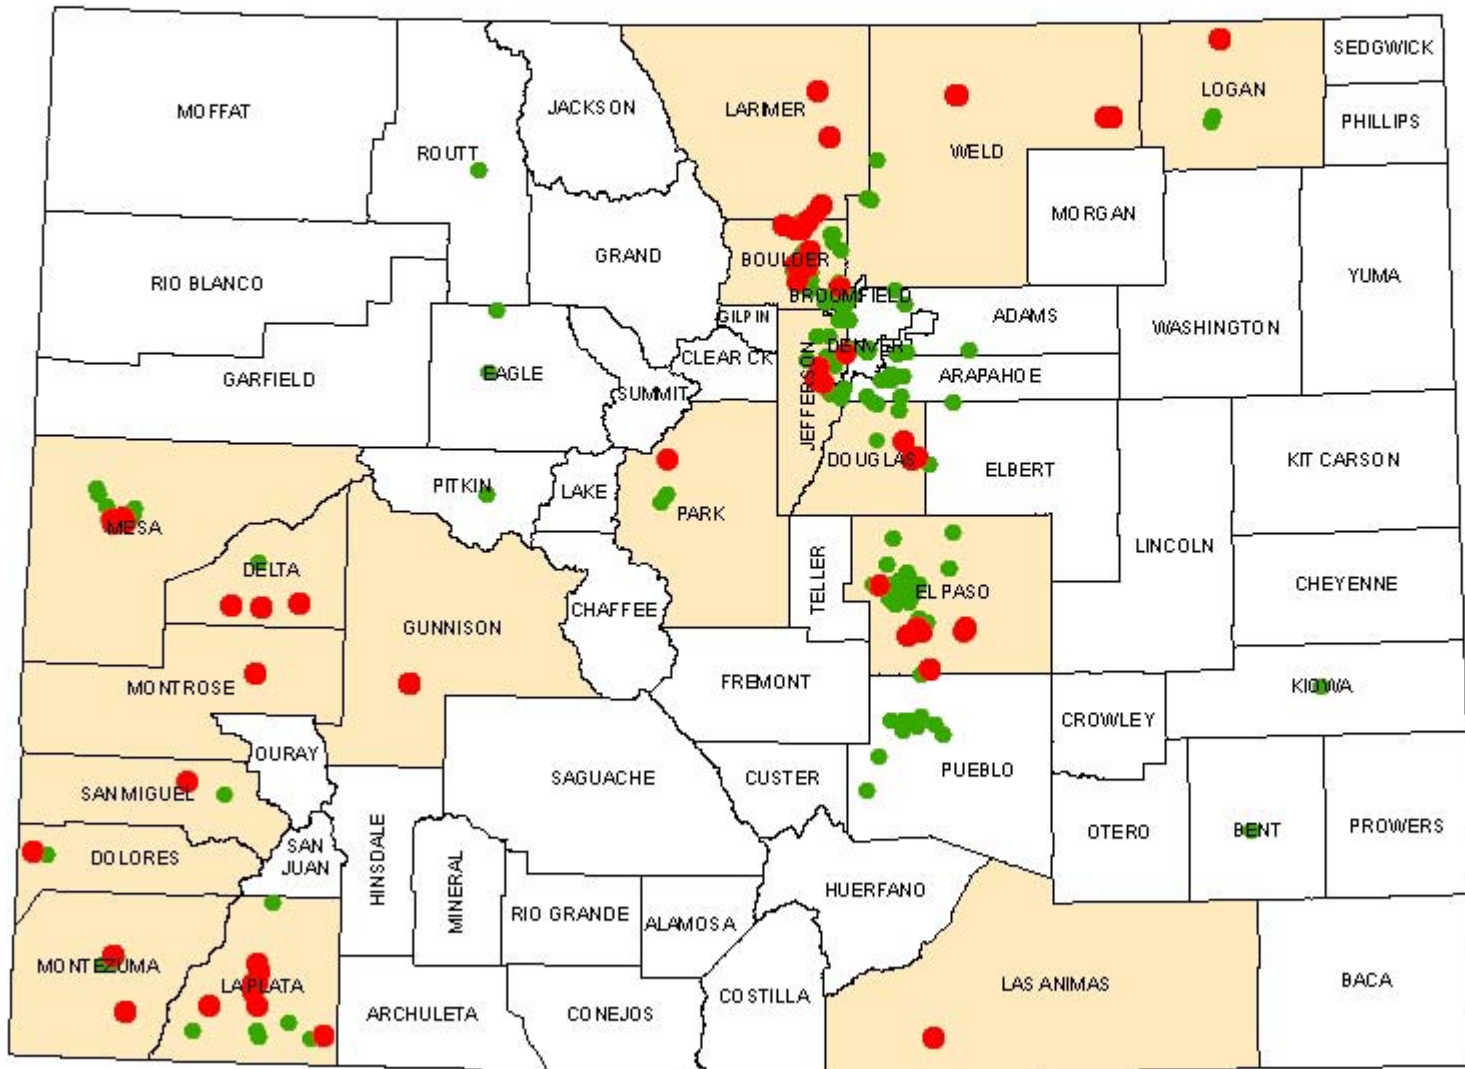 SEDGWICK
LOGAN
JACKSON
MOFFAT
LARIMER
PHILLIPS
ROUTT
WELD
MORGAN
GRAND
BOULDER
RIO BLANCO
YUMA
BROOMFIELD
GILPIN
ADAMS
WASHINGTON
DENVER
CLEAR CK
EAGLE
GARFIELD
ARAPAHOE
SUMMIT
JEFFERSON
DOUGLAS
KIT CARSON
ELBERT
PITKIN
LAKE
PARK
MESA
LINCOLN
DELTA
CHEYENNE
EL PASO
TELLER
CHAFFEE
GUNNISON
FREMONT
MONTROSE
KIOWA
CROWLEY
OURAY
SAGUACHE
CUSTER
PUEBLO
SAN MIGUEL
PROWERS
OTERO
BENT
SAN
JUAN
DOLORES
HINSDALE
MINERAL
HUERFANO
RIO GRANDE
ALAMOSA
MONTEZUMA
LA PLATA
LAS ANIMAS
BACA
COSTILLA
ARCHULETA
CONEJOS